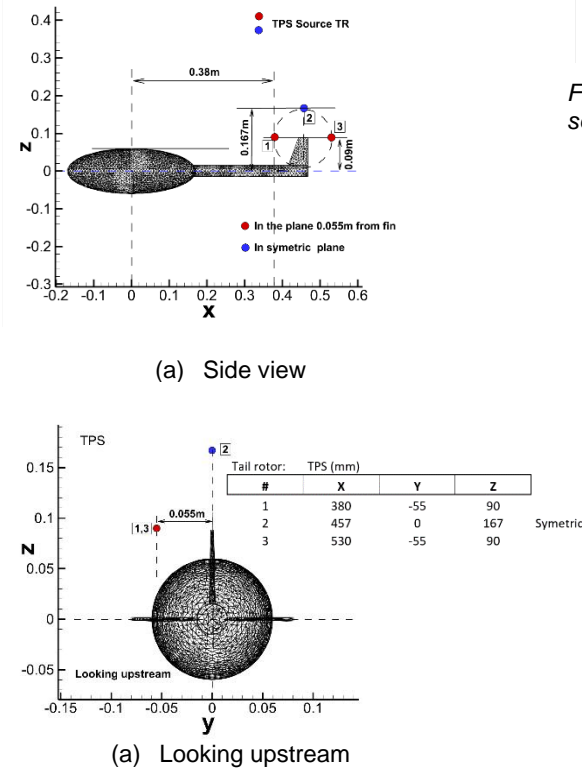 TPS Source TR
0.4
0.3
0.2
0.1
0
-0.1
-0.2
-0.3
z
0.38m
0.167m
0.09m
1
2
3
In the plane 0.055m from fin
In symetric plane
-0.2 -0.1 0 0.1 0.2 0.3 0.4 0.5 0.6
x
F
s
(a) Side view
TPS
0.15
0.1
0.05
0
-0.05
z
2
0.055m
1,3
Tail rotor: TPS (mm)
# X Y Z
1 380 -55 90
2 457 0 167 Symetric
3 530 -55 90
Looking upstream
-0.15 -0.1 -0.05 0 0.05 0.1
y
(a) Looking upstream